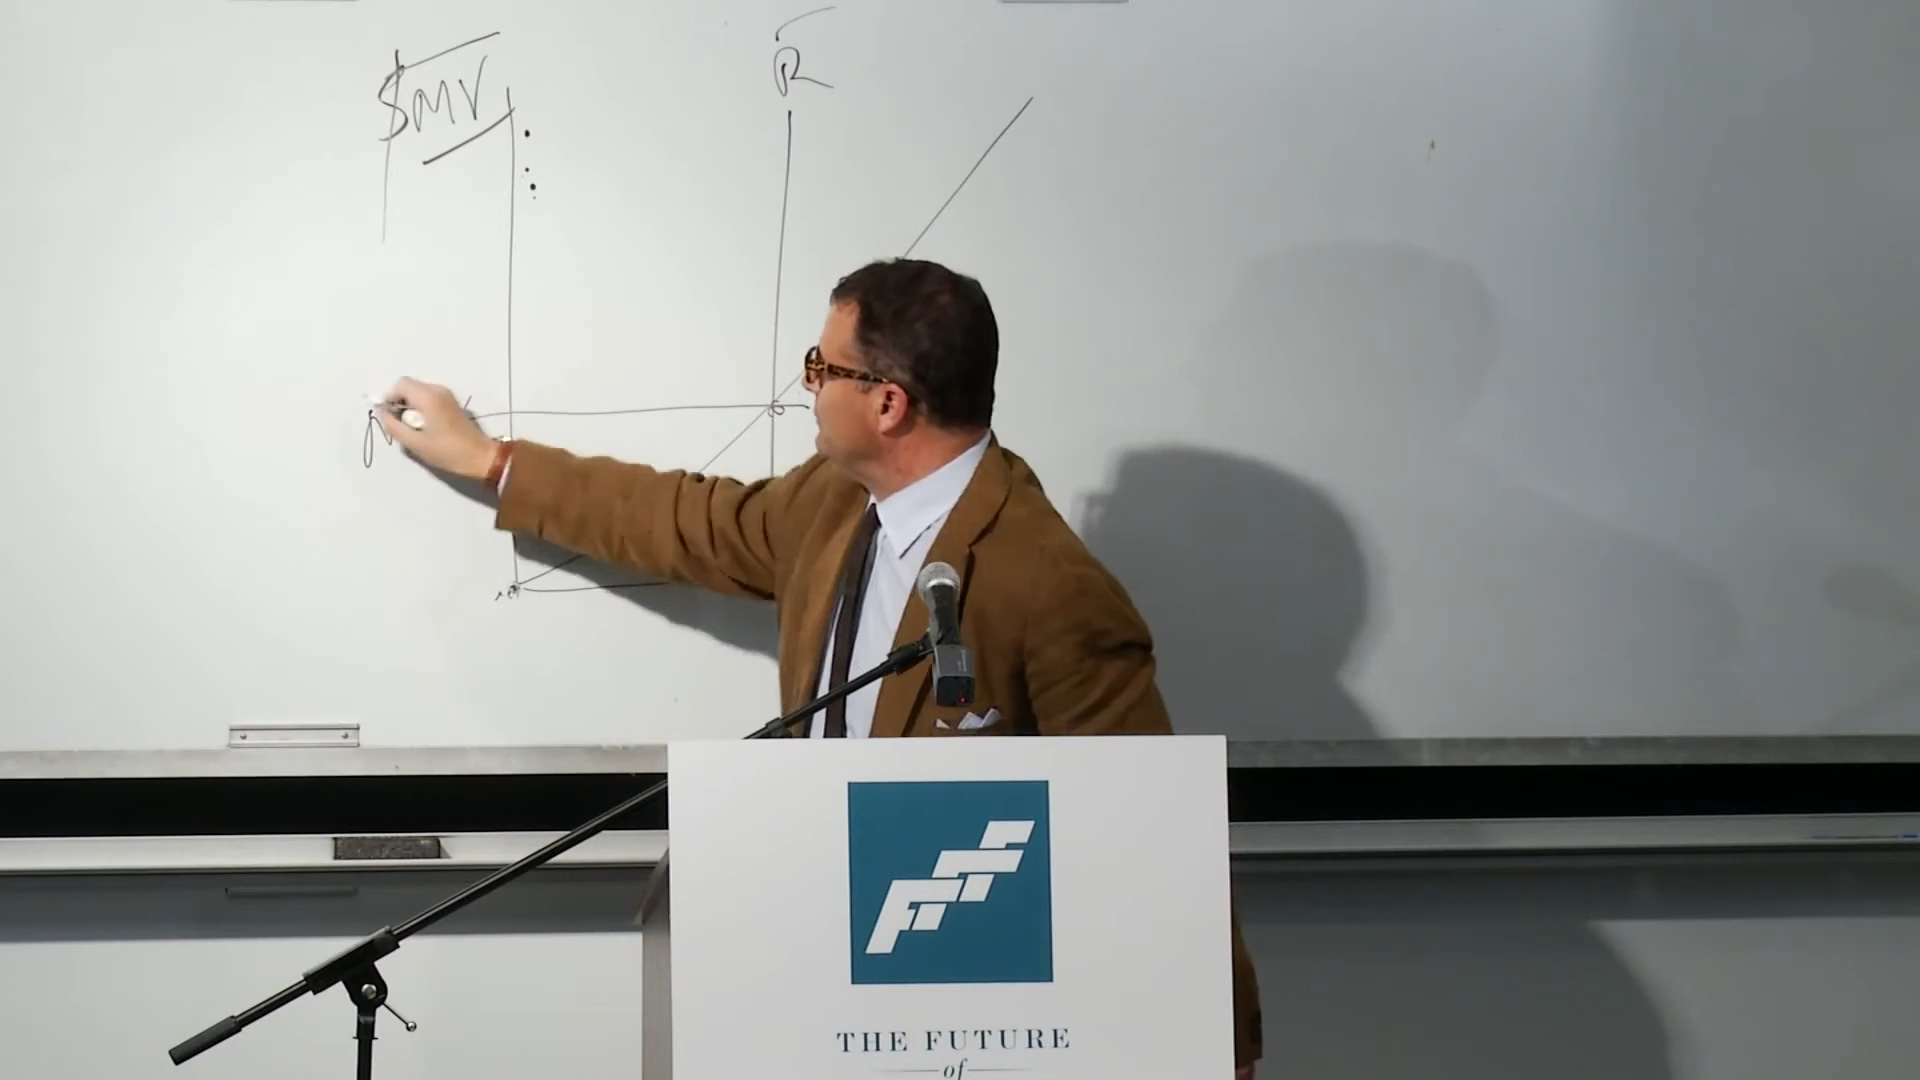 $MV
R
THE FUTURE
of